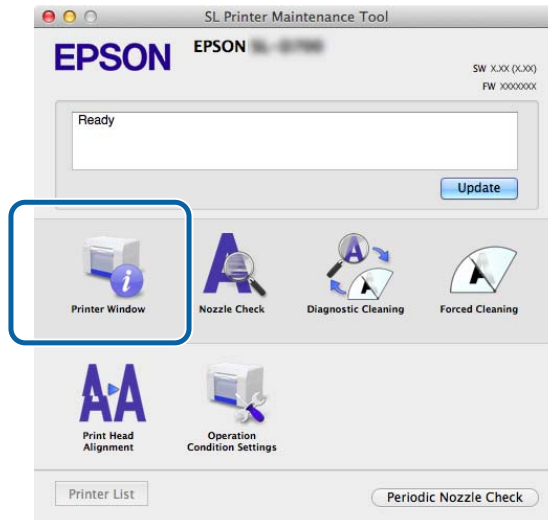 SL Printer Maintenance Tool
EPSON
EPSON
SW X.XX (X.XX)
FW XXXXXXX
Ready
Update
Printer Window
Nozzle Check
Diagnostic Cleaning
Forced Cleaning
Print Head
Alignment
Operation
Condition Settings
Printer List
Periodic Nozzle Check